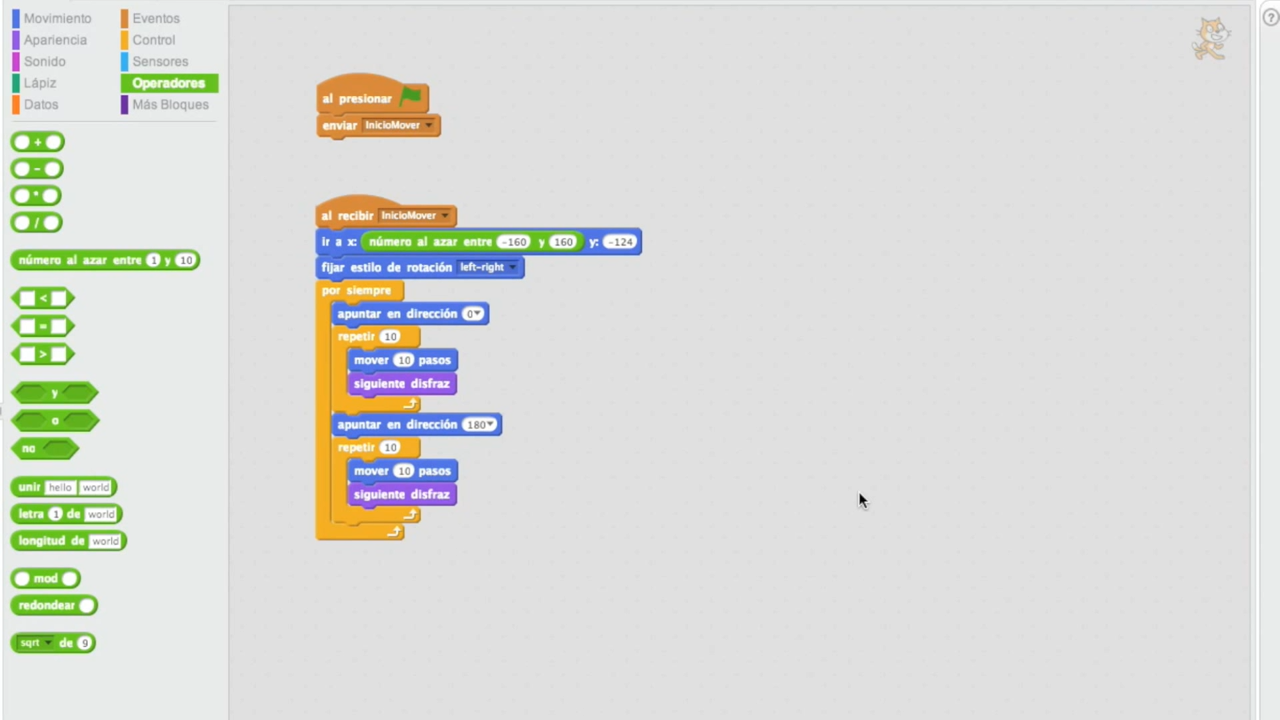 Movimiento Eventos
Apariencia Control
Sonido Sensores
Lápiz Operadores
Datos Más Bloques
+
-
*
/
número al azar entre 1 y 10
<
=
>
y
o
no
unir hello world
letra 1 de world
longitud de world
mod
redondear
sqrt de 9
al presionar
enviar InicioMover
al recibir InicioMover
ir a x: número al azar entre -160 y 160 y: -124
fijar estilo de rotación left-right
por siempre
apuntar en dirección 0
repetir 10
mover 10 pasos
siguiente disfraz
apuntar en dirección 180
repetir 10
mover 10 pasos
siguiente disfraz
?